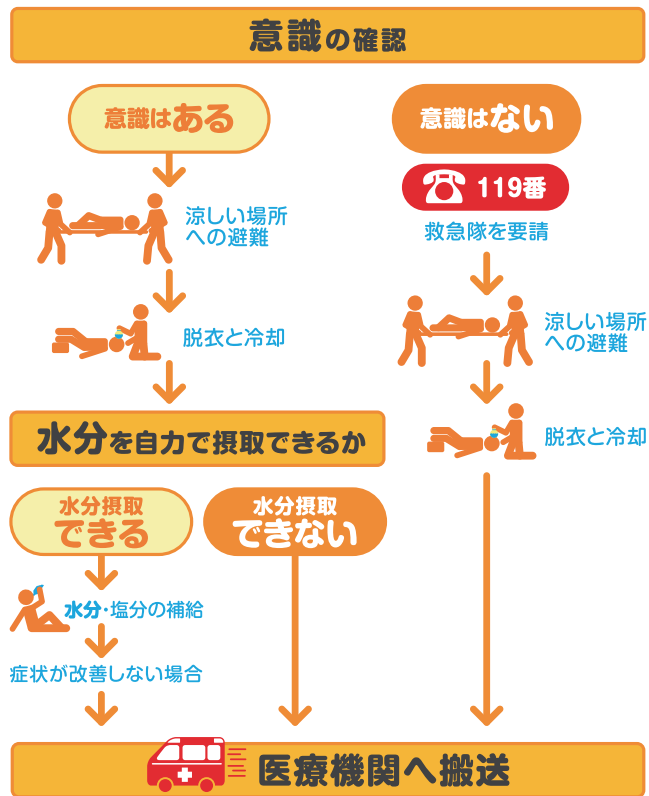 意識の確認
意識はある
涼しい場所
への避難
脱衣と冷却
意識はない
119番
救急隊を要請
涼しい場所
への避難
脱衣と冷却
水分を自力で摂取できるか
水分摂取
できる
水分・塩分の補給
症状が改善しない場合
水分摂取
できない
医療機関へ搬送